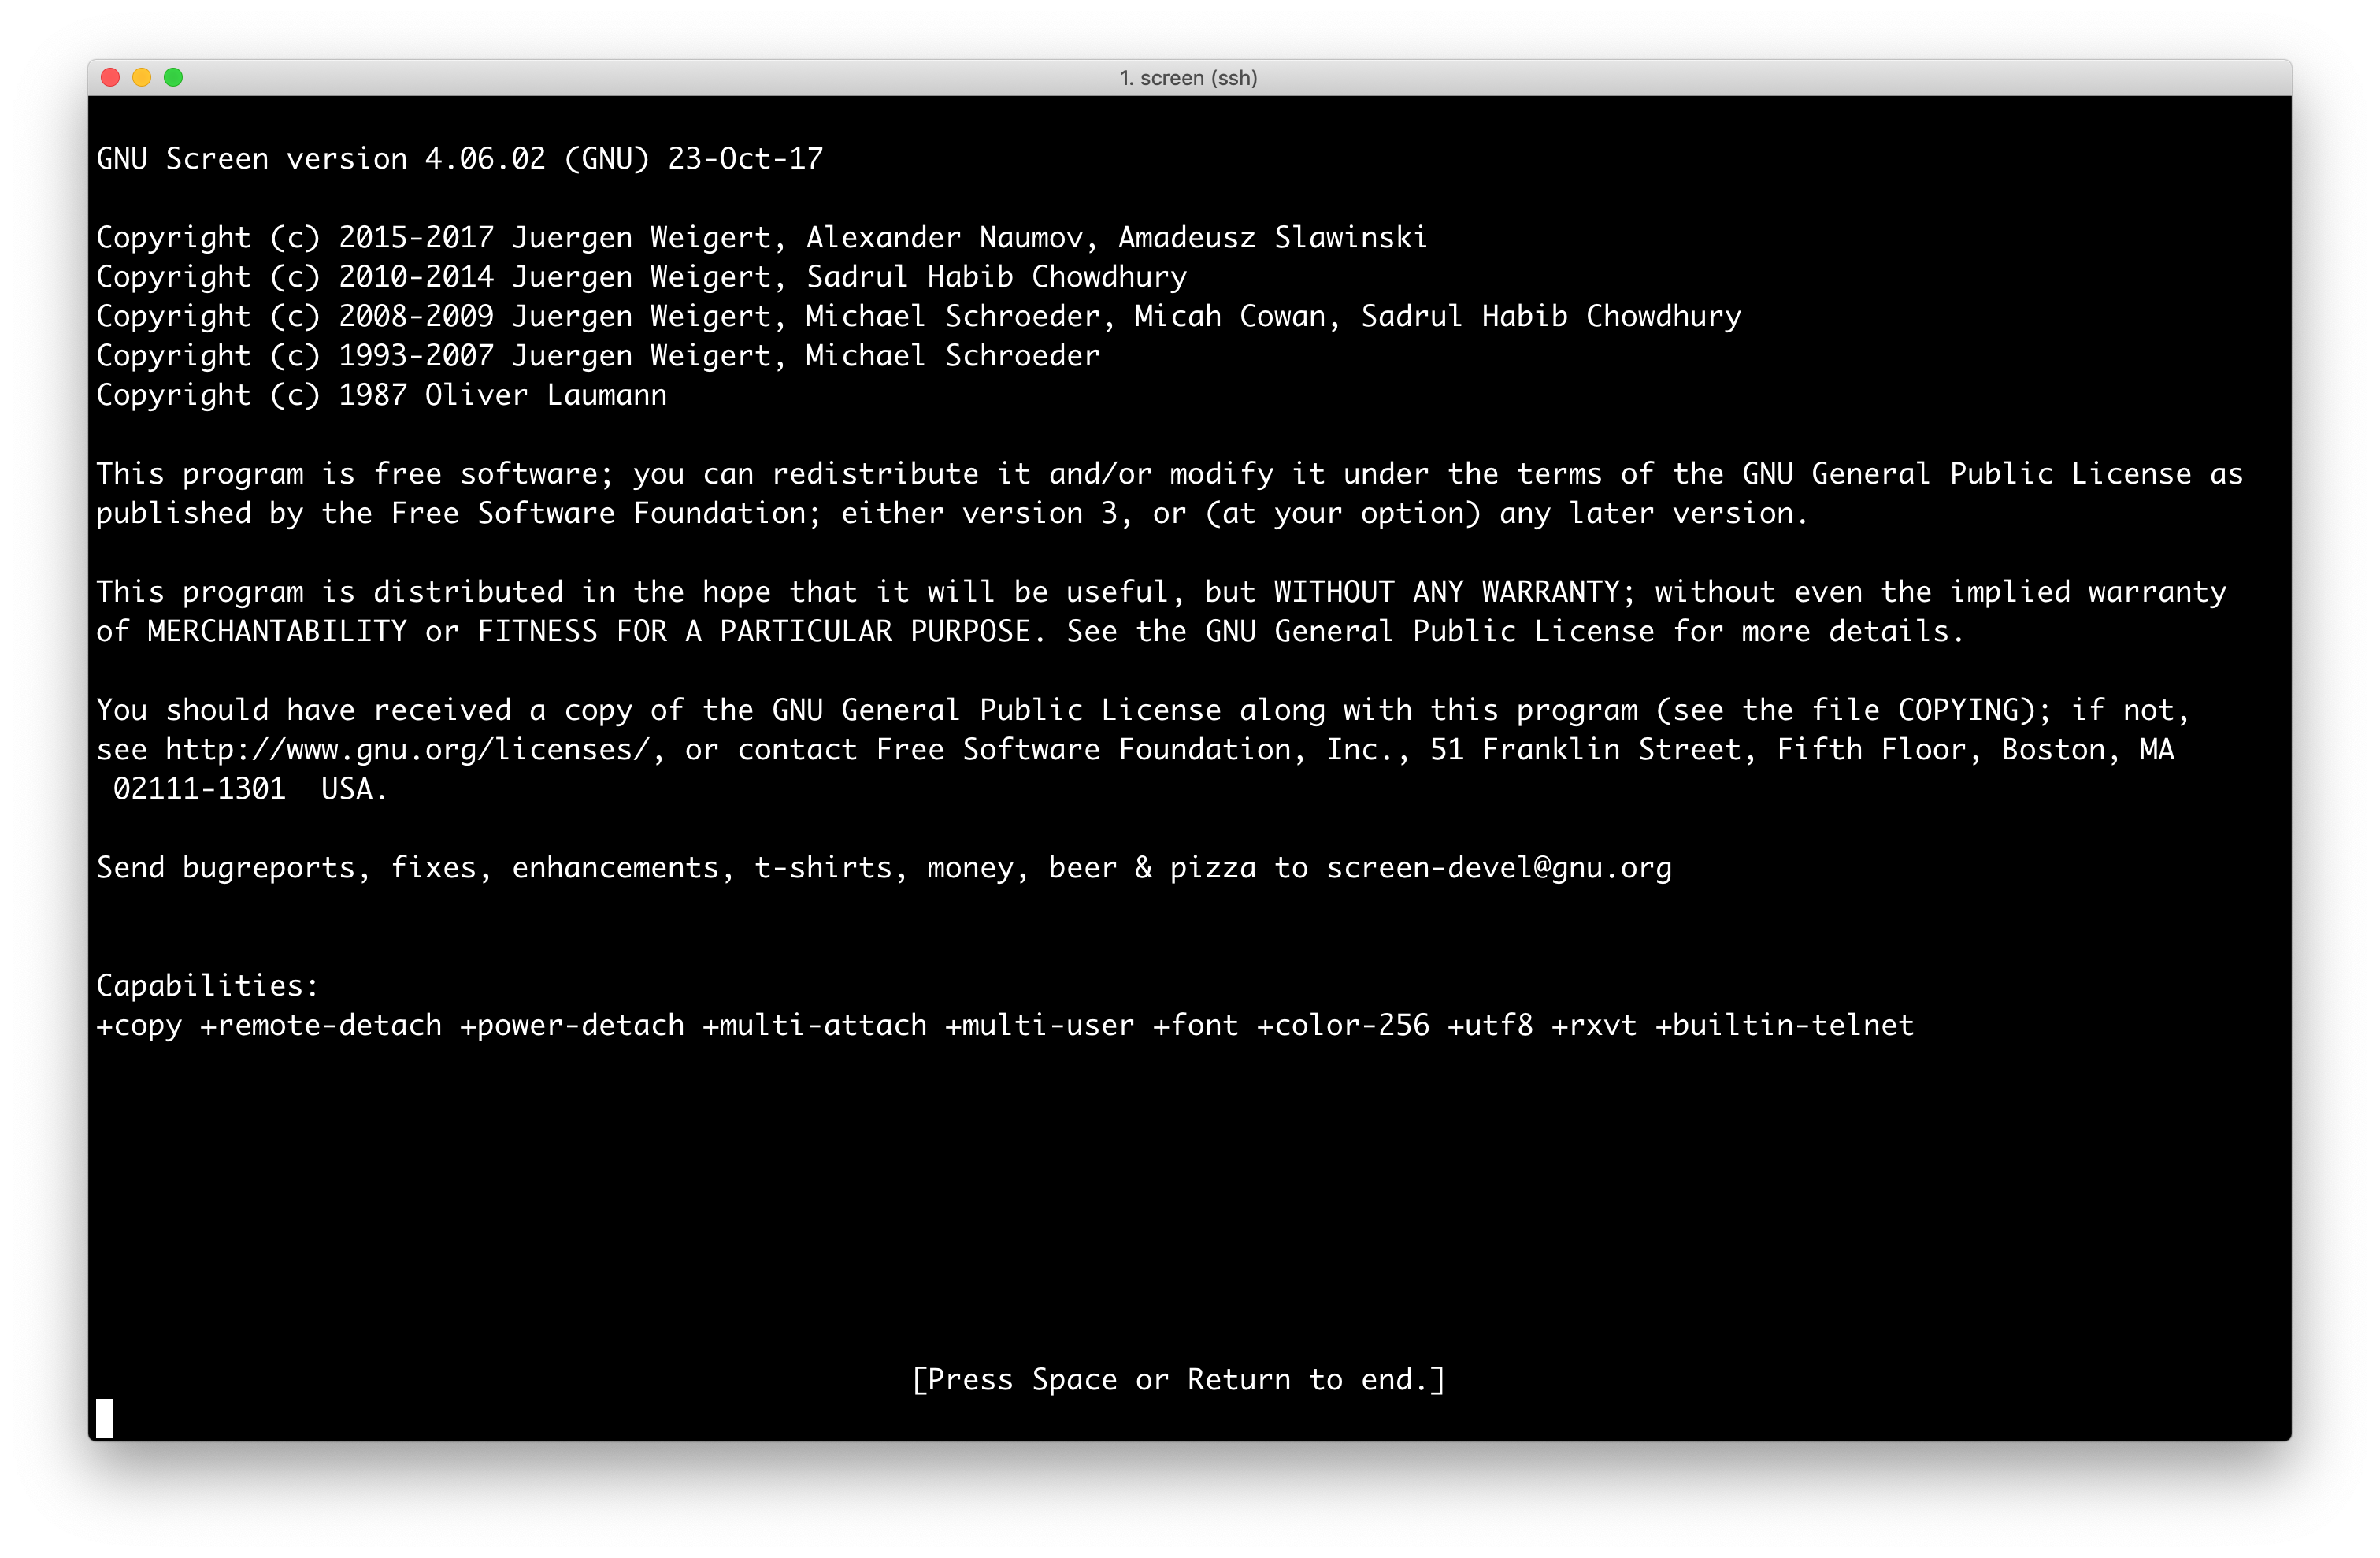 1. screen (ssh)
GNU Screen version 4.06.02 (GNU) 23-Oct-17
Copyright (c) 2015-2017 Juergen Weigert, Alexander Naumov, Amadeusz Slawinski
Copyright (c) 2010-2014 Juergen Weigert, Sadrul Habib Chowdhury
Copyright (c) 2008-2009 Juergen Weigert, Michael Schroeder, Micah Cowan, Sadrul Habib Chowdhury
Copyright (c) 1993-2007 Juergen Weigert, Michael Schroeder
Copyright (c) 1987 Oliver Laumann
This program is free software; you can redistribute it and/or modify it under the terms of the GNU General Public License as
published by the Free Software Foundation; either version 3, or (at your option) any later version.
This program is distributed in the hope that it will be useful, but WITHOUT ANY WARRANTY; without even the implied warranty
of MERCHANTABILITY or FITNESS FOR A PARTICULAR PURPOSE. See the GNU General Public License for more details.
You should have received a copy of the GNU General Public License along with this program (see the file COPYING); if not,
see http://www.gnu.org/licenses/, or contact Free Software Foundation, Inc., 51 Franklin Street, Fifth Floor, Boston, MA
 02111-1301  USA.
Send bugreports, fixes, enhancements, t-shirts, money, beer & pizza to screen-devel@gnu.org
Capabilities:
+copy +remote-detach +power-detach +multi-attach +multi-user +font +color-256 +utf8 +rxvt +builtin-telnet
[Press Space or Return to end.]